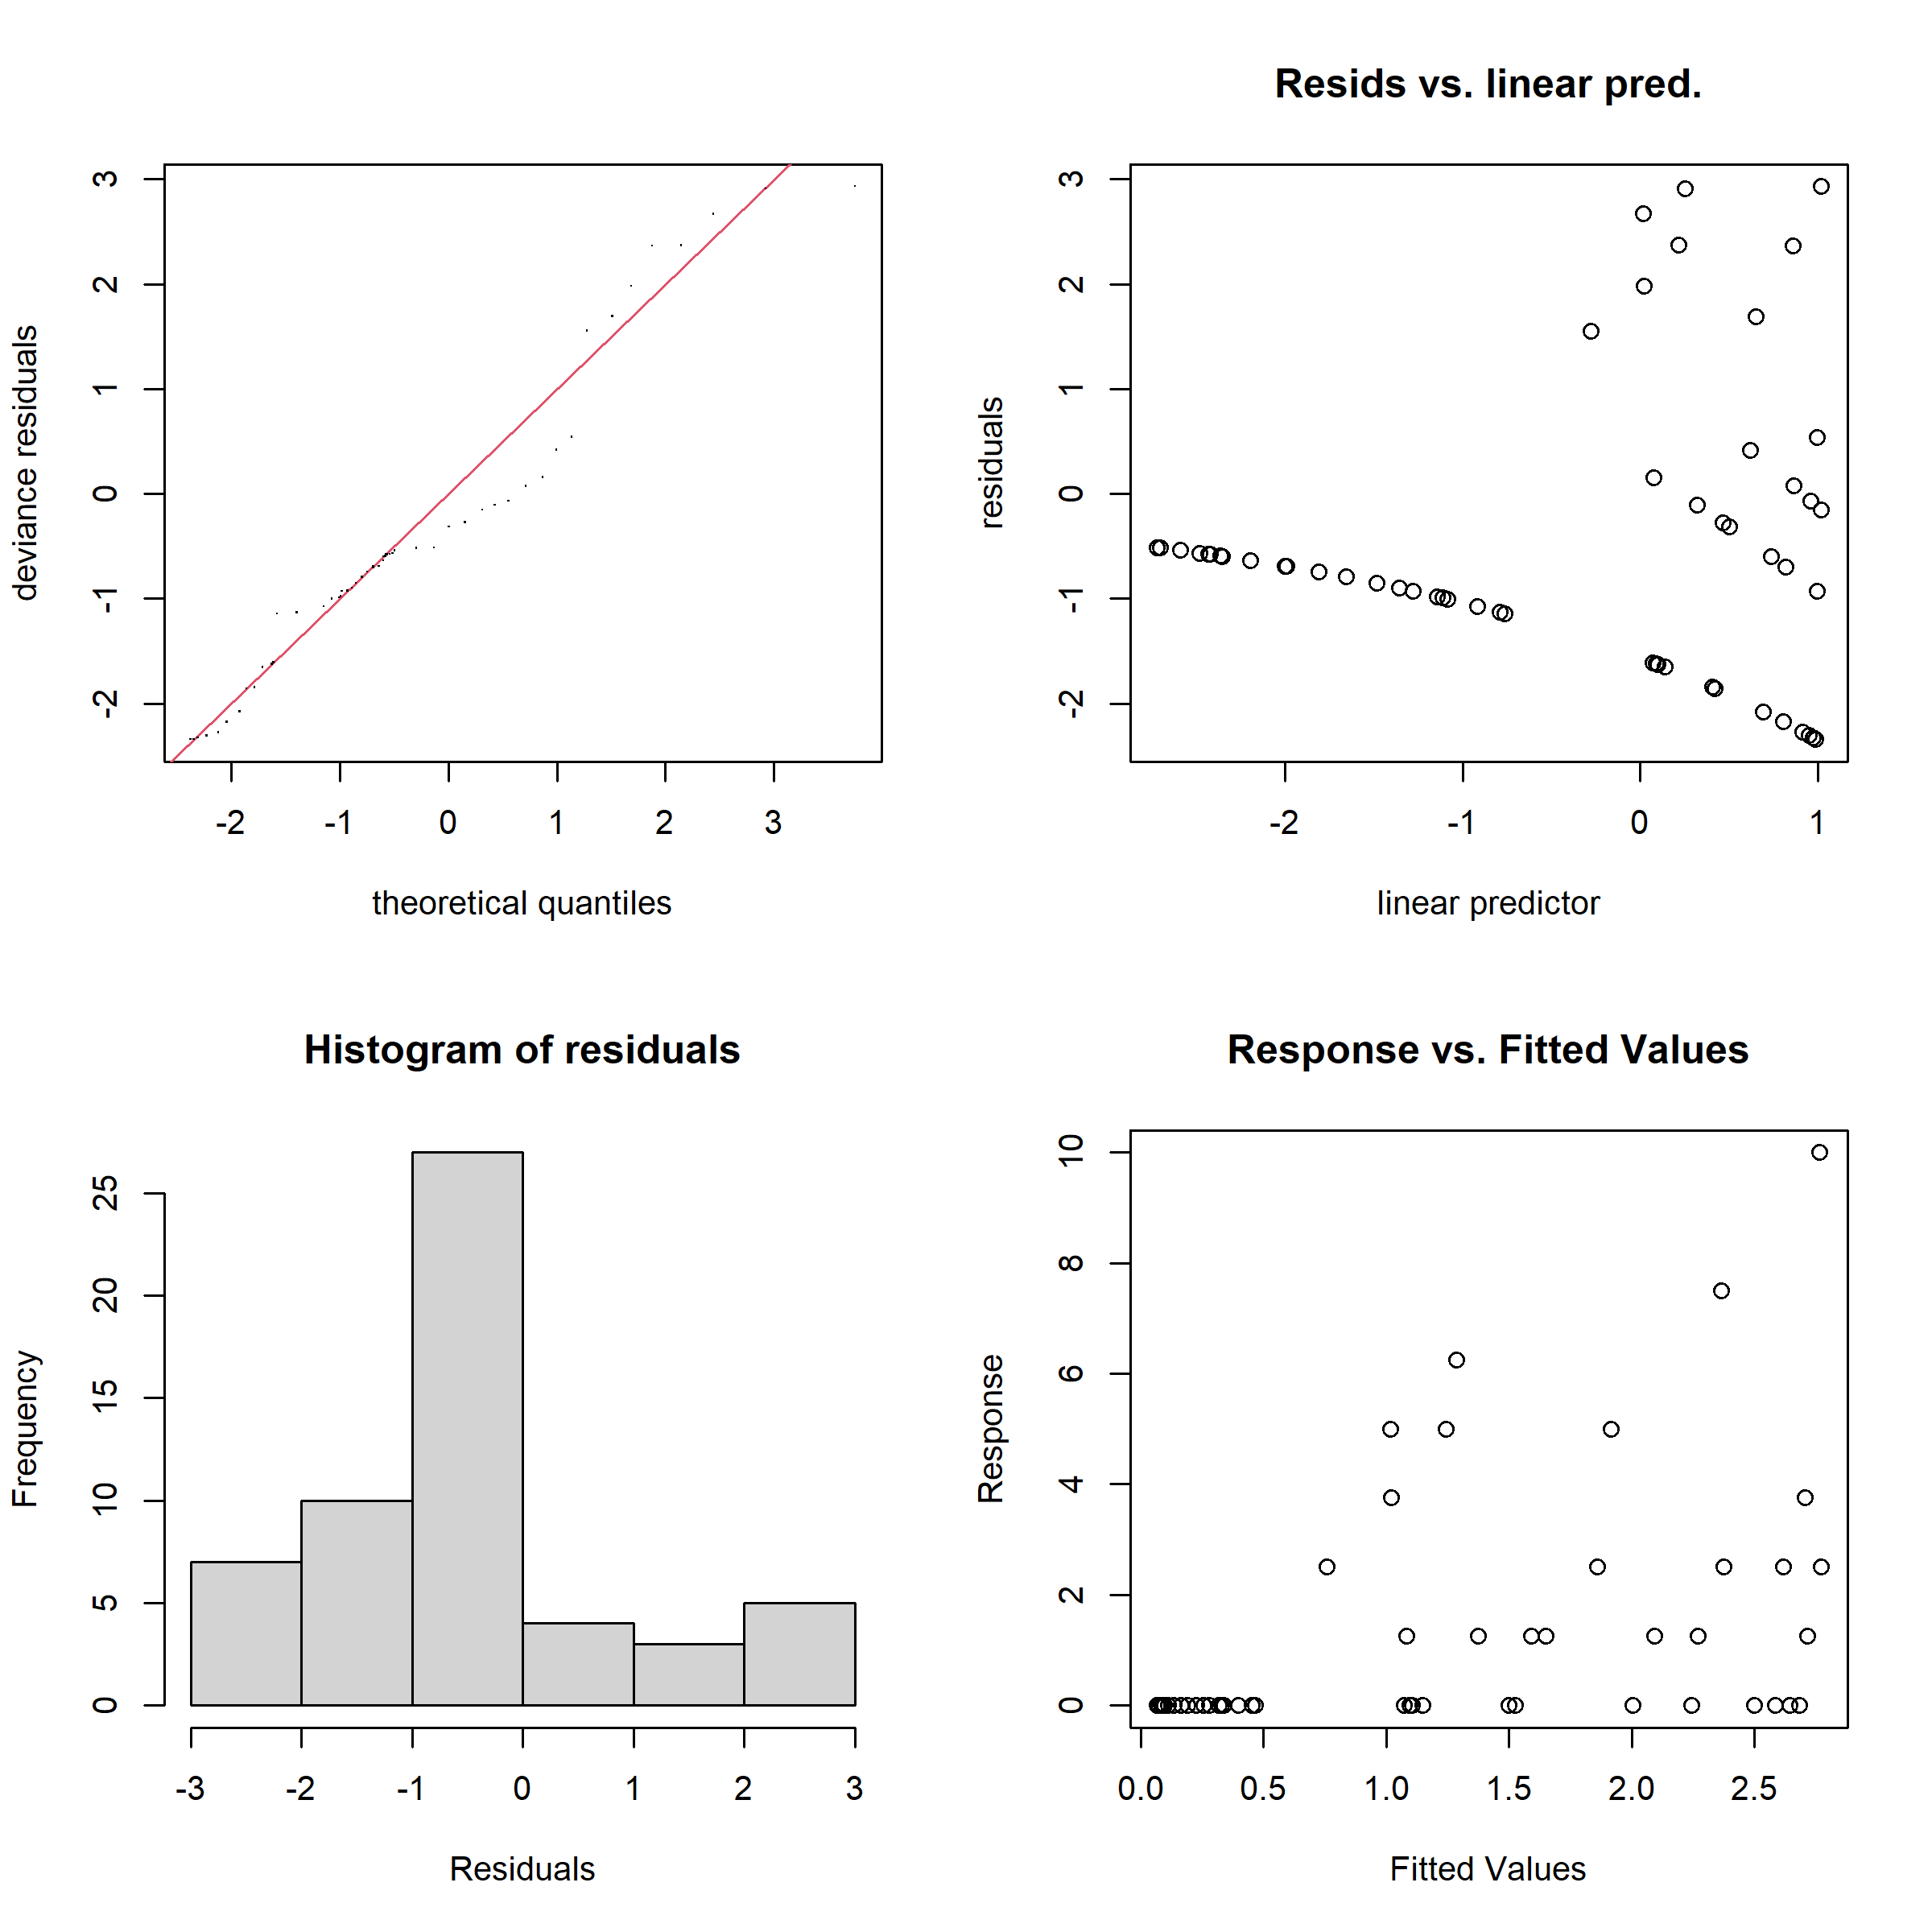 deviance residuals
3
2
1
0
-1
-2
-2 -1 0 1 2 3
theoretical quantiles
Resids vs. linear pred.
residuals
3
2
1
0
-1
-2
-2 -1 0 1
linear predictor
Histogram of residuals
Frequency
25
20
15
10
5
0
-3 -2 -1 0 1 2 3
Residuals
Response vs. Fitted Values
Response
10
8
6
4
2
0
0.0 0.5 1.0 1.5 2.0 2.5
Fitted Values